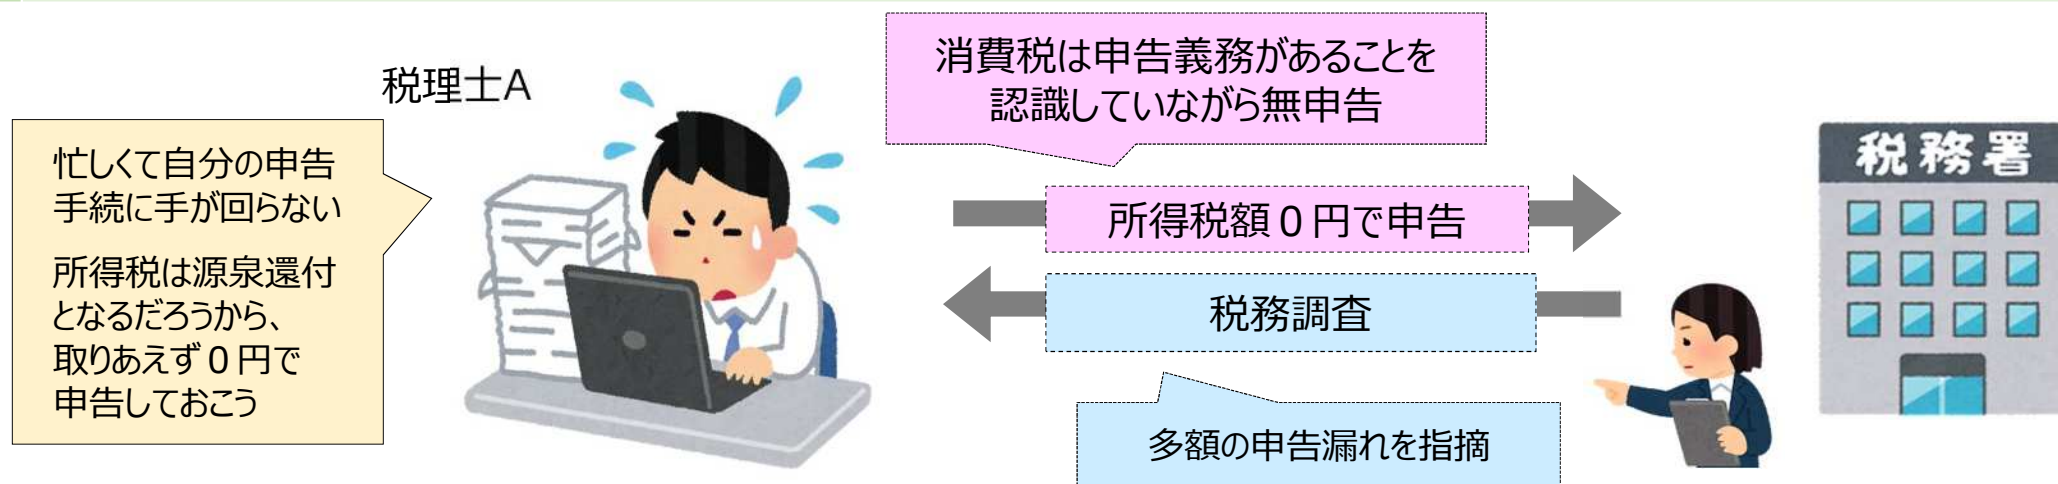 税理士A
忙しくて自分の申告
手続に手が回らない
所得税は源泉還付
となるだろうから、
取りあえず０円で
申告しておこう
消費税は申告義務があることを
認識していながら無申告
所得税額０円で申告
税務調査
多額の申告漏れを指摘
税務署